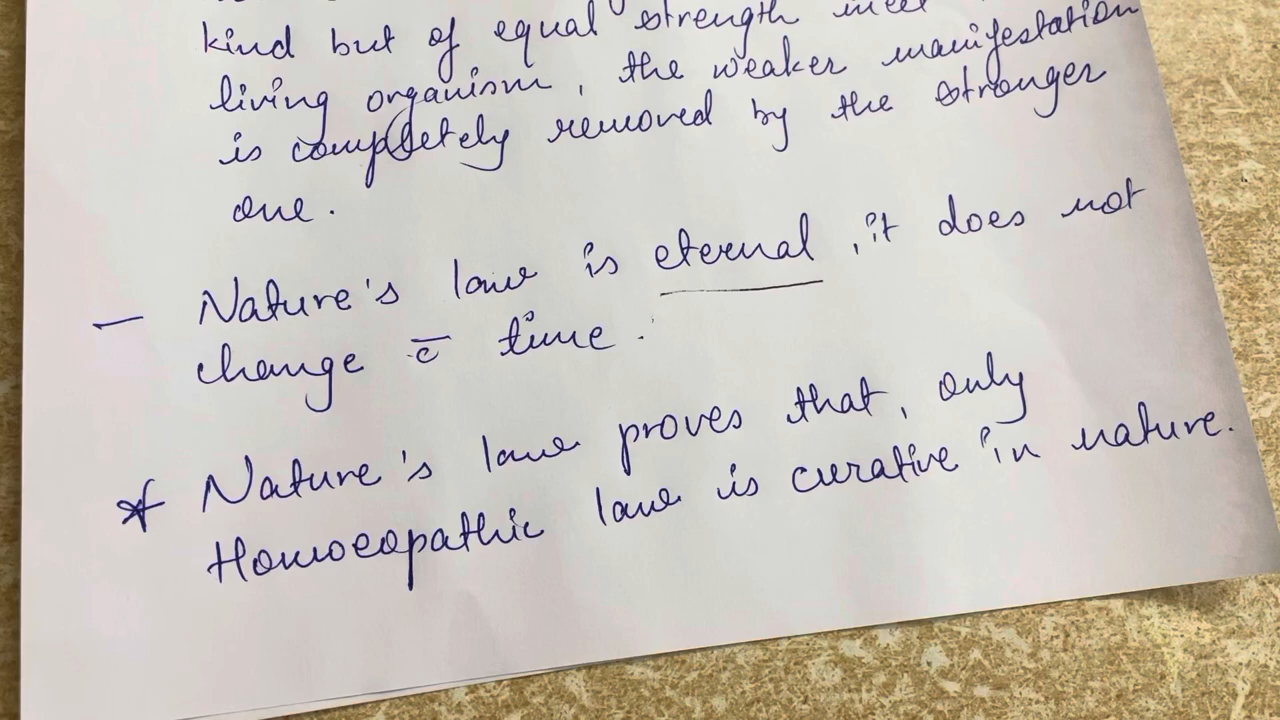 kind but of equal strength meet
living organism, the weaker manifestation
is completely removed by the stronger
one.
— Nature's law is eternal, it does not
change c̄ time.
* Nature's law proves that, only
Homoeopathic law is curative in nature.